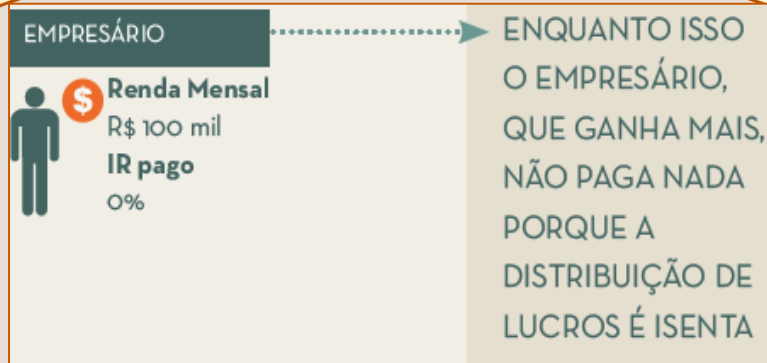 EMPRESÁRIO
$
Renda Mensal
R$ 100 mil
IR pago
0%
ENQUANTO ISSO
O EMPRESÁRIO,
QUE GANHA MAIS,
NÃO PAGA NADA
PORQUE A
DISTRIBUIÇÃO DE
LUCROS É ISENTA